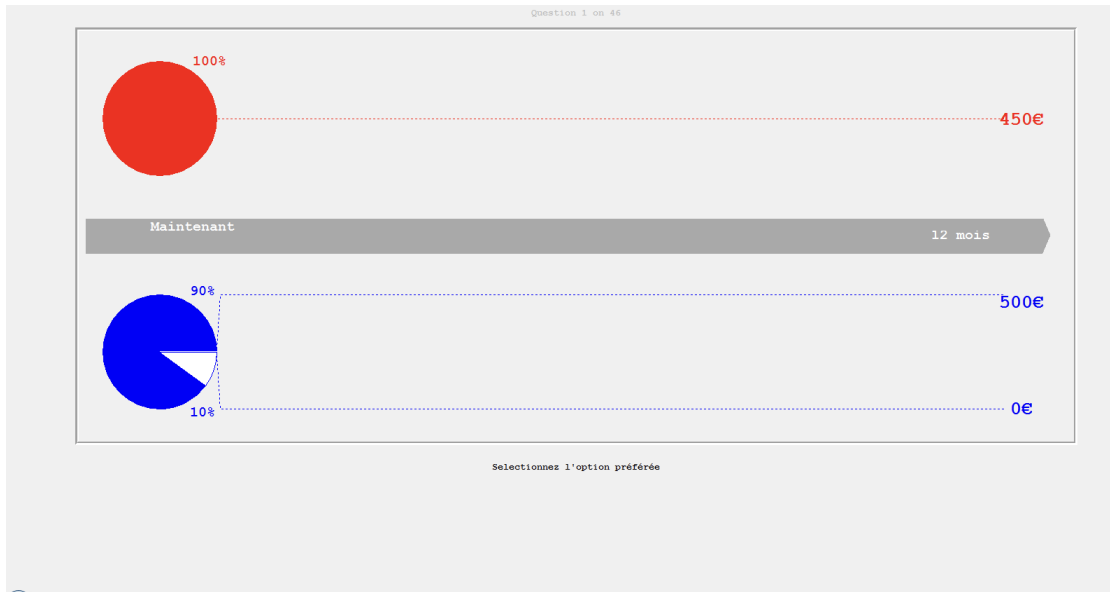 Question 1 on 46
100%
450€
Maintenant
12 mois
90%
500€
10%
0€
Selectionnez l'option préférée